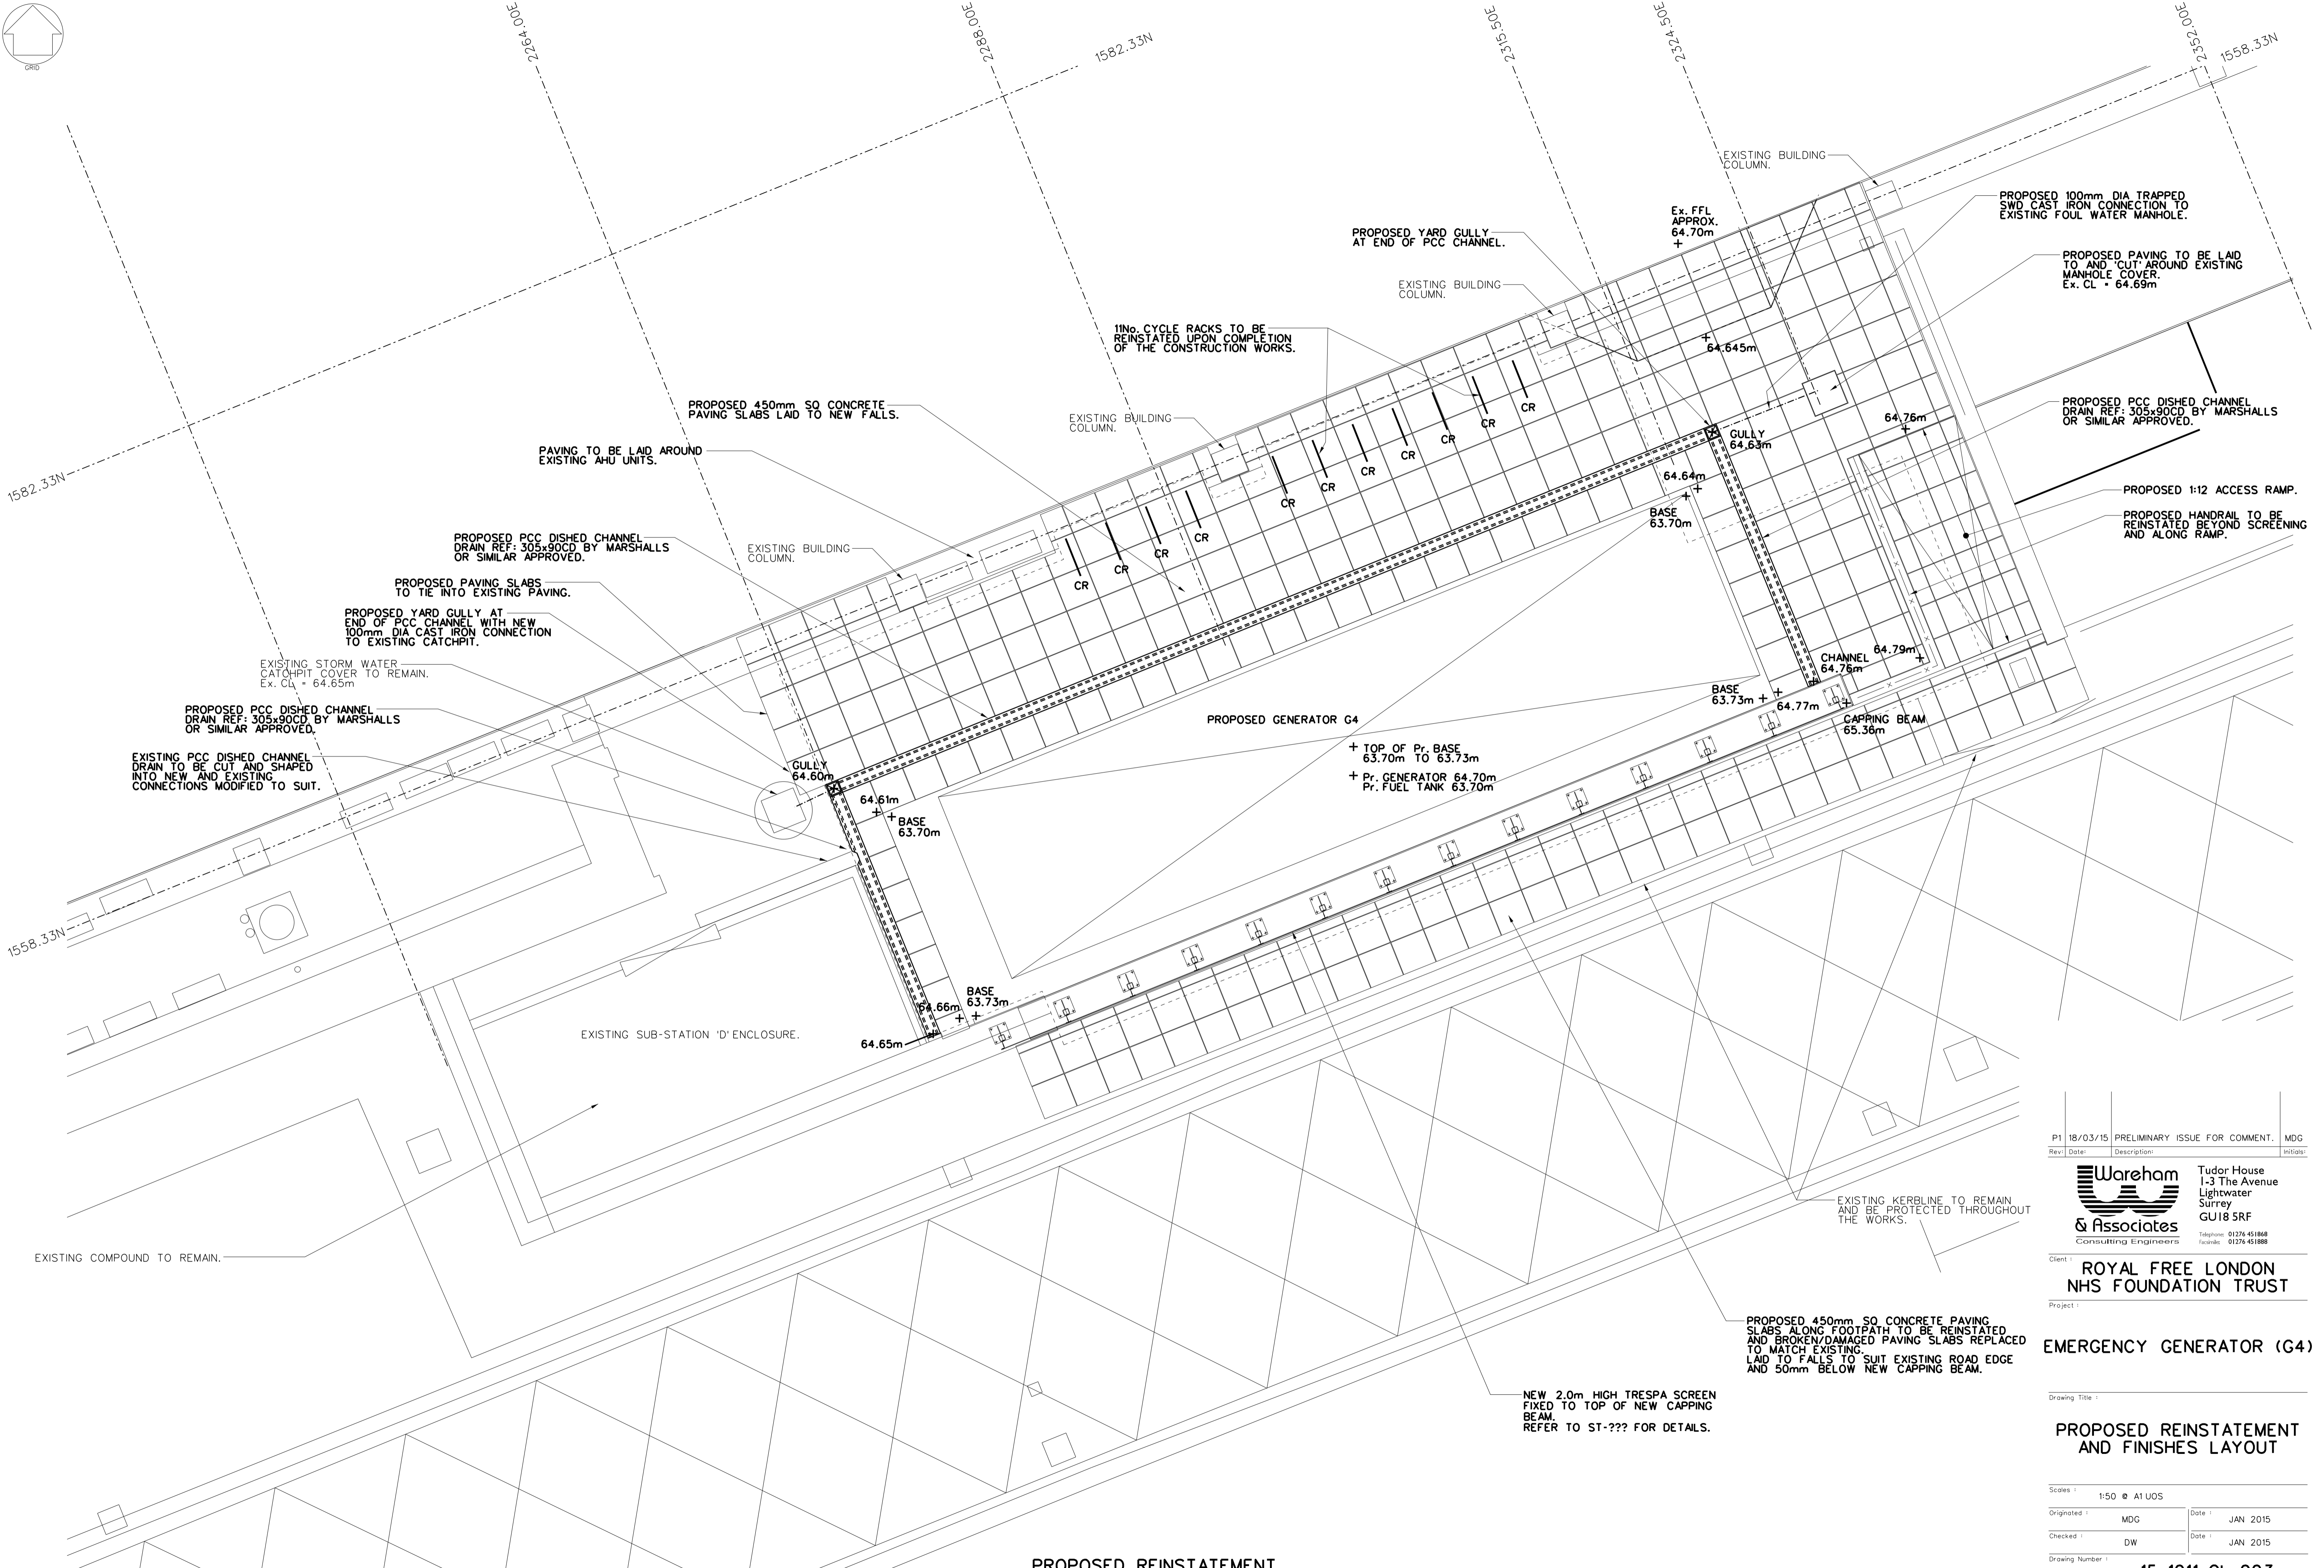 GRID
2264.00E
2288.00E
1582.33N
2315.50E
2324.50E
2352.00E
1558.33N
EXISTING BUILDING
COLUMN.
PROPOSED 100mm DIA TRAPPED
SWD CAST IRON CONNECTION TO
EXISTING FOUL WATER MANHOLE.
Ex. FFL
APPROX.
64.70m
PROPOSED YARD GULLY
AT END OF PCC CHANNEL.
PROPOSED PAVING TO BE LAID
TO AND 'CUT' AROUND EXISTING
MANHOLE COVER.
Ex. CL = 64.69m
EXISTING BUILDING
COLUMN.
11No. CYCLE RACKS TO BE
REINSTATED UPON COMPLETION
OF THE CONSTRUCTION WORKS.
64.645m
PROPOSED 450mm SQ CONCRETE
PAVING SLABS LAID TO NEW FALLS.
EXISTING BUILDING
COLUMN.
PROPOSED PCC DISHED CHANNEL
DRAIN REF: 305x90CD BY MARSHALLS
OR SIMILAR APPROVED.
64.76m
GULLY
64.63m
PAVING TO BE LAID AROUND
EXISTING AHU UNITS.
CR
CR
CR
CR
CR
CR
CR
CR
CR
CR
CR
64.64m
BASE
63.70m
1582.33N
PROPOSED 1:12 ACCESS RAMP.
PROPOSED HANDRAIL TO BE
REINSTATED BEYOND SCREENING
AND ALONG RAMP.
PROPOSED PCC DISHED CHANNEL
DRAIN REF: 305x90CD BY MARSHALLS
OR SIMILAR APPROVED.
EXISTING BUILDING
COLUMN.
PROPOSED PAVING SLABS
TO TIE INTO EXISTING PAVING.
PROPOSED YARD GULLY AT
END OF PCC CHANNEL WITH NEW
100mm DIA CAST IRON CONNECTION
TO EXISTING CATCHPIT.
EXISTING STORM WATER
CATCHPIT COVER TO REMAIN.
Ex. CL = 64.65m
CHANNEL
64.76m
64.79m
BASE
63.73m
64.77m
CAPPING BEAM
65.36m
PROPOSED PCC DISHED CHANNEL
DRAIN REF: 305x90CD BY MARSHALLS
OR SIMILAR APPROVED.
PROPOSED GENERATOR G4
TOP OF Pr. BASE
63.70m TO 63.73m
Pr. GENERATOR 64.70m
Pr. FUEL TANK 63.70m
EXISTING PCC DISHED CHANNEL
DRAIN TO BE CUT AND SHAPED
INTO NEW AND EXISTING
CONNECTIONS MODIFIED TO SUIT.
GULLY
64.60m
64.61m
BASE
63.70m
1558.33N
BASE
63.73m
64.66m
64.65m
EXISTING SUB-STATION 'D' ENCLOSURE.
EXISTING COMPOUND TO REMAIN.
EXISTING KERBLINE TO REMAIN
AND BE PROTECTED THROUGHOUT
THE WORKS.
PROPOSED 450mm SQ CONCRETE PAVING
SLABS ALONG FOOTPATH TO BE REINSTATED
AND BROKEN/DAMAGED PAVING SLABS REPLACED
TO MATCH EXISTING.
LAID TO FALLS TO SUIT EXISTING ROAD EDGE
AND 50mm BELOW NEW CAPPING BEAM.
NEW 2.0m HIGH TRESPA SCREEN
FIXED TO TOP OF NEW CAPPING
BEAM.
REFER TO ST-??? FOR DETAILS.
PROPOSED REINSTATEMENT
P1 18/03/15 PRELIMINARY ISSUE FOR COMMENT. MDG
Rev: Date: Description: Initials:
Wareham
& Associates
Consulting Engineers
Tudor House
1-3 The Avenue
Lightwater
Surrey
GU18 5RF
Telephone: 01276 451868
Facsimile: 01276 451888
Client :
ROYAL FREE LONDON
NHS FOUNDATION TRUST
Project :
EMERGENCY GENERATOR (G4)
Drawing Title :
PROPOSED REINSTATEMENT
AND FINISHES LAYOUT
Scales :
1:50 @ A1 UOS
Originated : MDG Date : JAN 2015
Checked : DW Date : JAN 2015
Drawing Number :